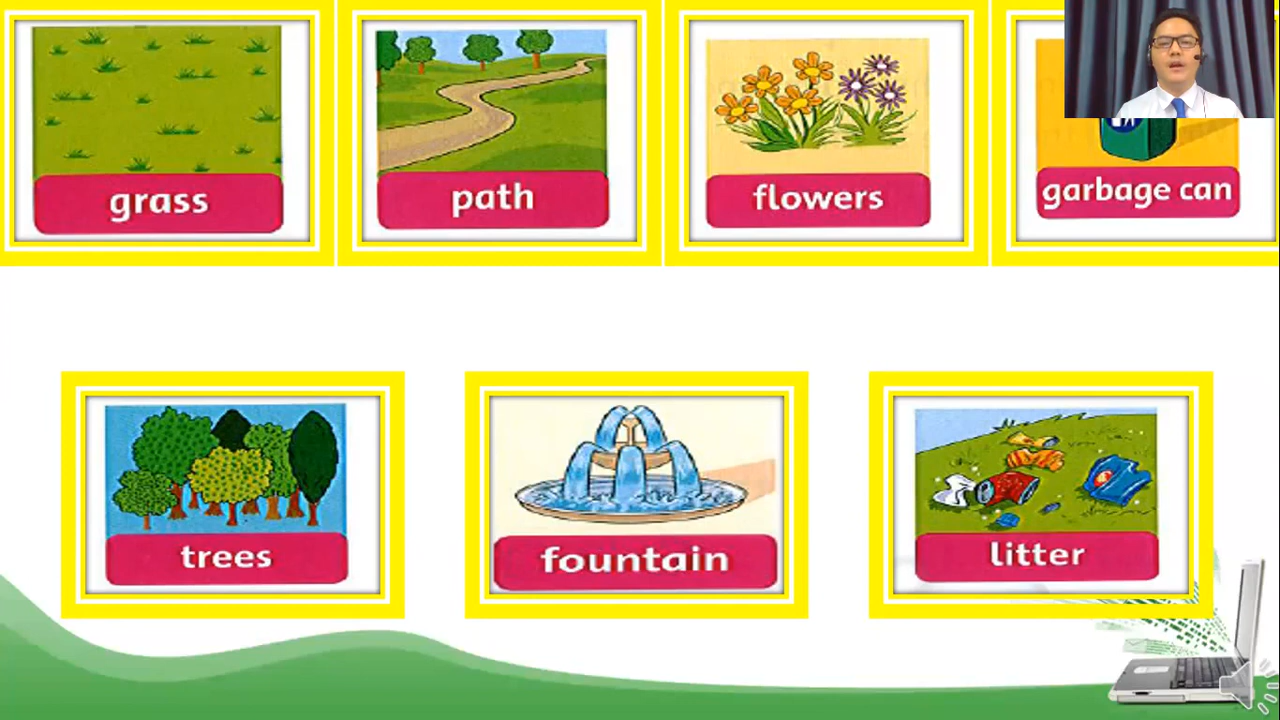 grass
path
flowers
garbage can
trees
fountain
litter